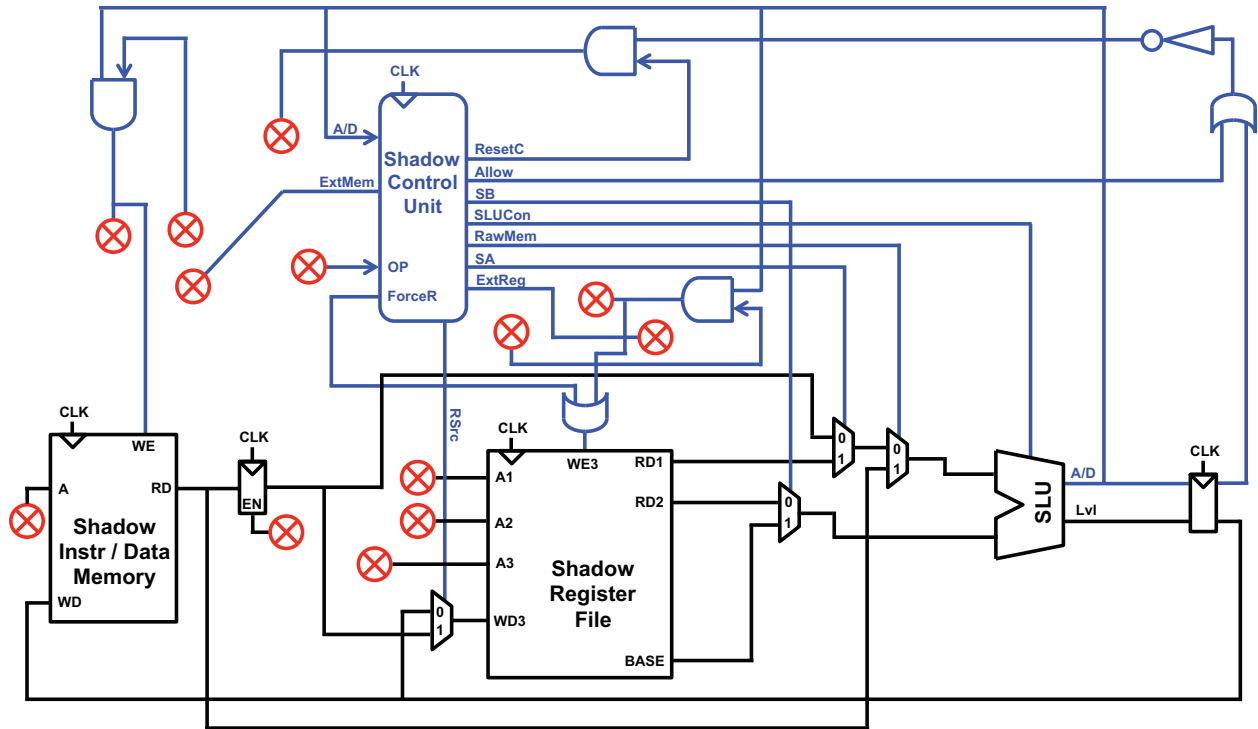 CLK
A/D
Shadow
Control
Unit
ResetC
Allow
SB
SLUCon
RawMem
SA
ExtReg
ExtMem
OP
ForceR
RSrc
CLK
WE
A
RD
Shadow
Instr / Data
Memory
WD
CLK
EN
0
1
CLK
WE3
A1
A2
A3
WD3
RD1
RD2
Shadow
Register
File
BASE
0
1
0
1
0
1
SLU
A/D
Lvl
CLK